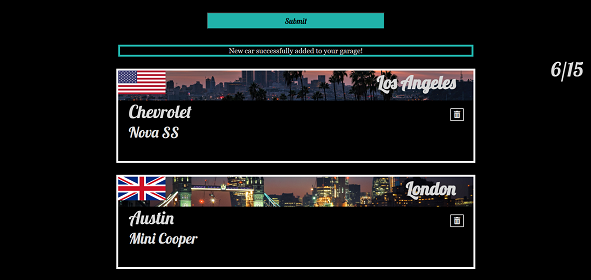 Submit
New car successfully added to your garage!
6/15
Los Angeles
Chevrolet
Nova SS
London
Austin
Mini Cooper